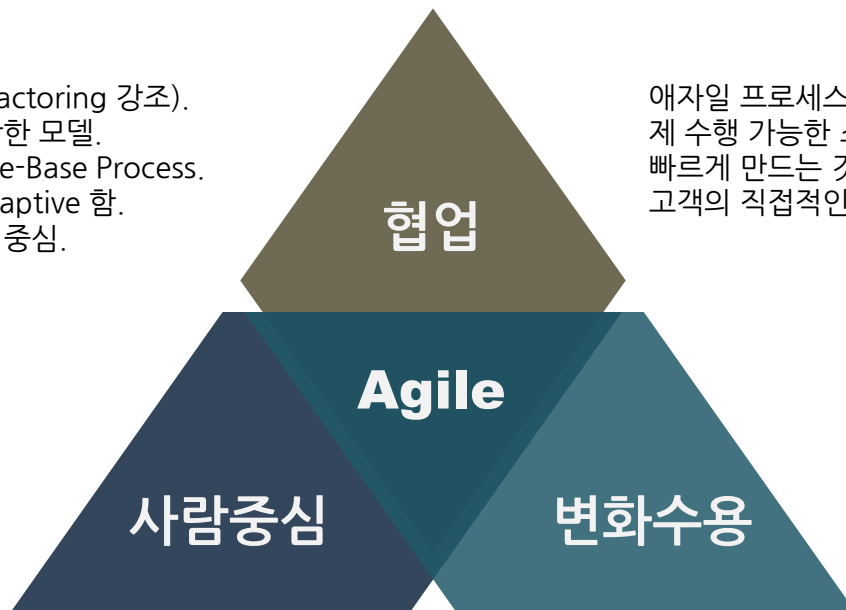 actoring 강조).
한 모델.
e-Base Process.
aptive 함.
중심.
애자일 프로세스
제 수행 가능한
빠르게 만드는
고객의 직접적인
협업
Agile
사람중심
변화수용